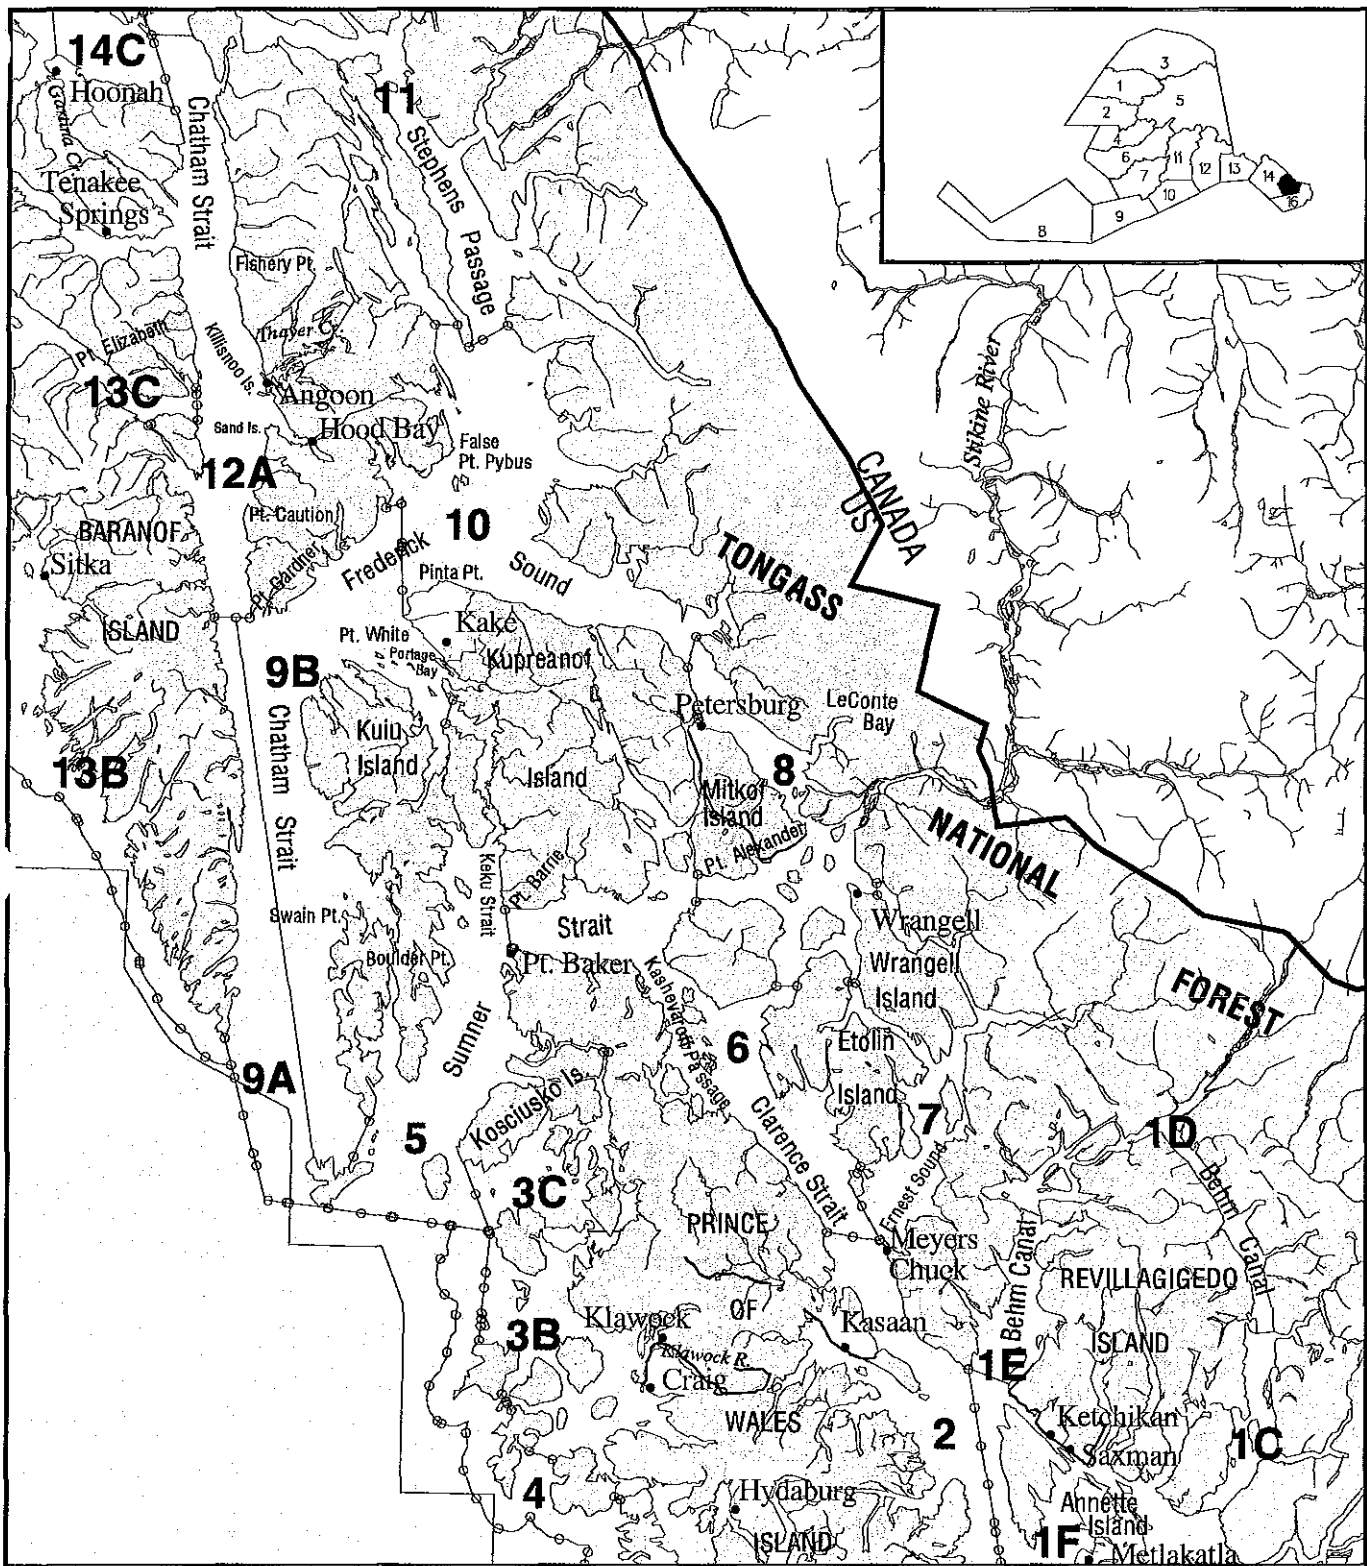 14C
Hoonah
Gartina Cr.
Tenakee
Springs
Chatham Strait
11
Stephens Passage
3
1
5
2
4
6
11
12
13
14
7
10
16
9
8
Fishery Pt.
Thayer Cr.
Pt. Elizabeth
Killisnoo Is.
13C
Angoon
Sand Is.
Hood Bay
False
Pt. Pybus
12A
Stikine River
CANADA
US
BARANOF
Pt. Caution
10
Sitka
Pt. Gardner
Frederick
Sound
Pinta Pt.
TONGASS
ISLAND
Pt. White
Kake
Portage
Bay
Kupreanof
9B
Chatham Strait
Kuiu
Island
Petersburg
LeConte
Bay
13B
Island
Mitkof
Island
8
Pt. Alexander
NATIONAL
Keku Strait
Pt. Barrie
Swain Pt.
Strait
Wrangell
Boulder Pt.
Pt. Baker
Kashevarof Passage
Wrangell
Island
FOREST
Sumner
6
Etolin
Island
9A
Kosciusko Is.
Clarence Strait
7
1D
5
Ernest Sound
Behm Canal
3C
PRINCE
Meyers
Chuck
Behm Canal
REVILLAGIGEDO
Klawock
OF
Kasaan
3B
ISLAND
Klawock R.
1E
Craig
WALES
Ketchikan
2
Saxman
1C
4
Hydaburg
Annette
Island
ISLAND
1F
Metlakatla